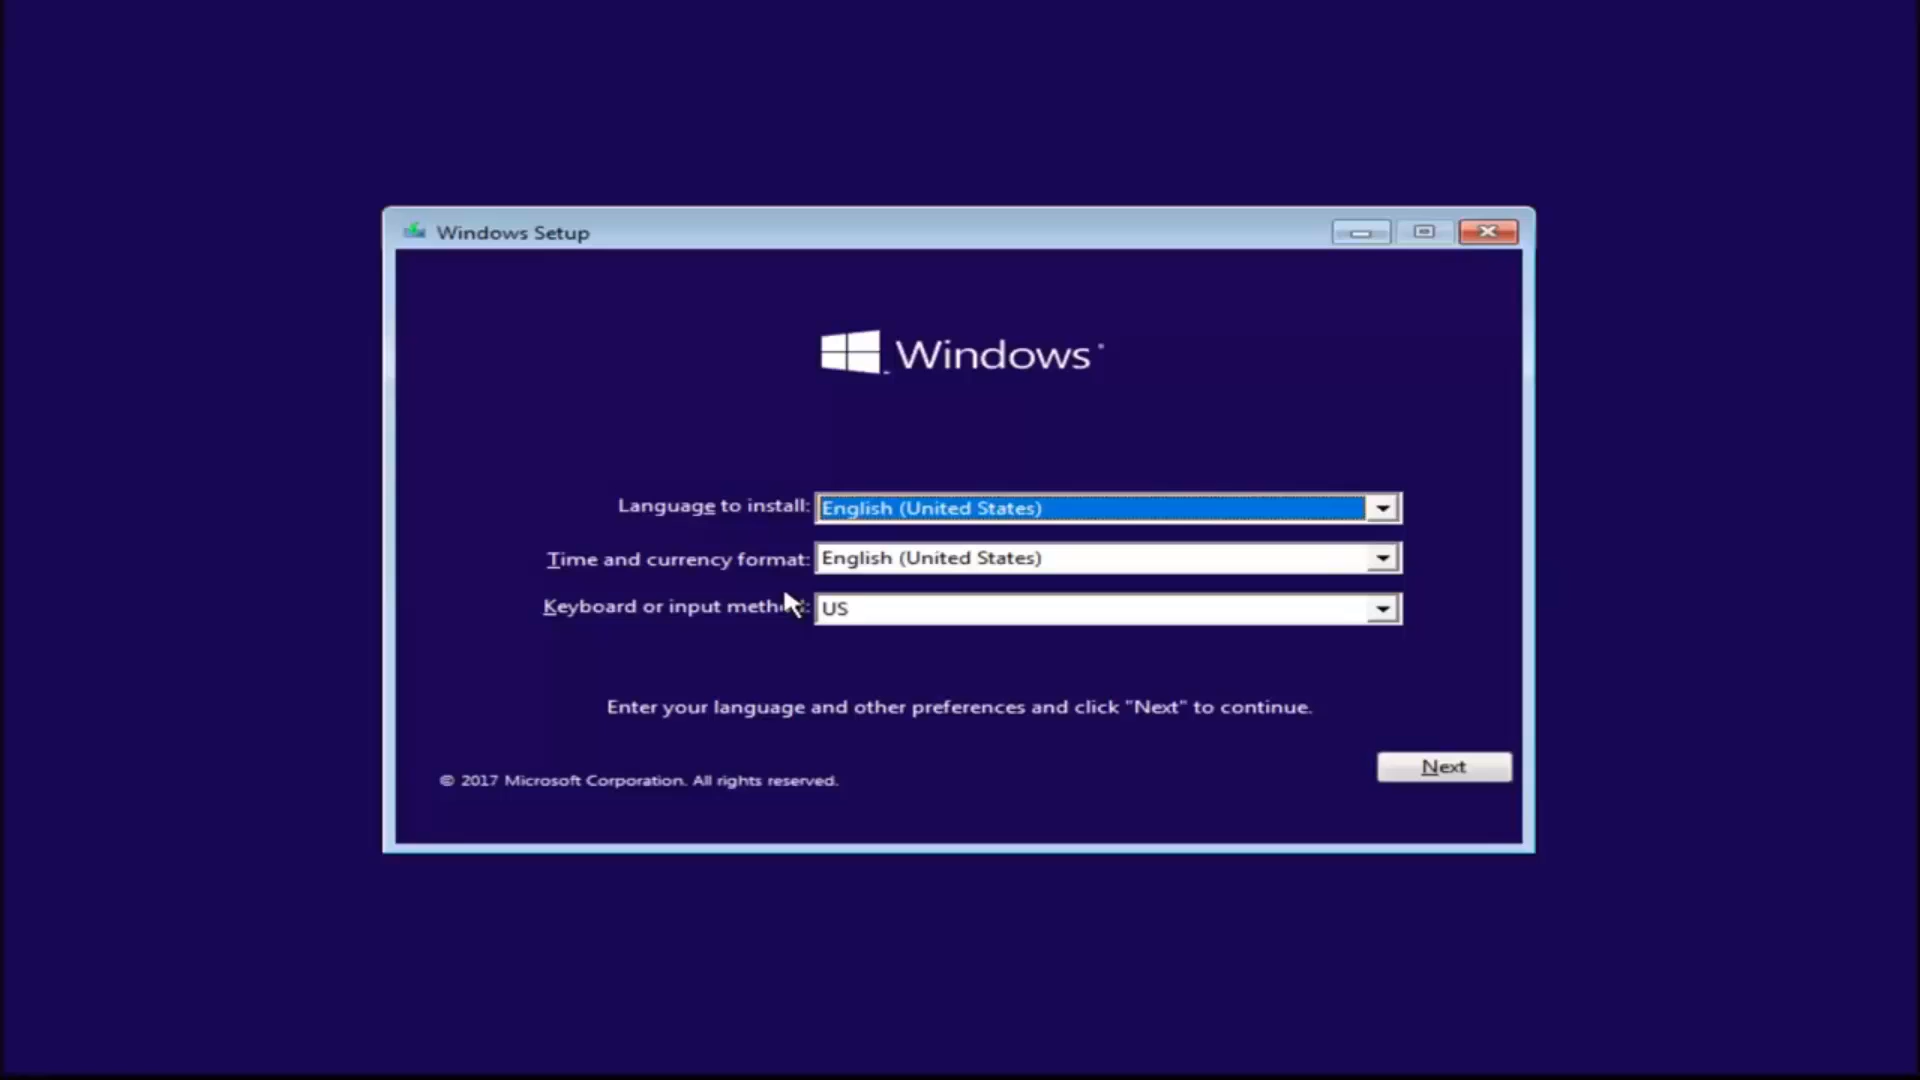 Windows Setup
Windows
Language to install: English (United States)
Time and currency format: English (United States)
Keyboard or input method: US
Enter your language and other preferences and click "Next" to continue.
Next
© 2017 Microsoft Corporation. All rights reserved.